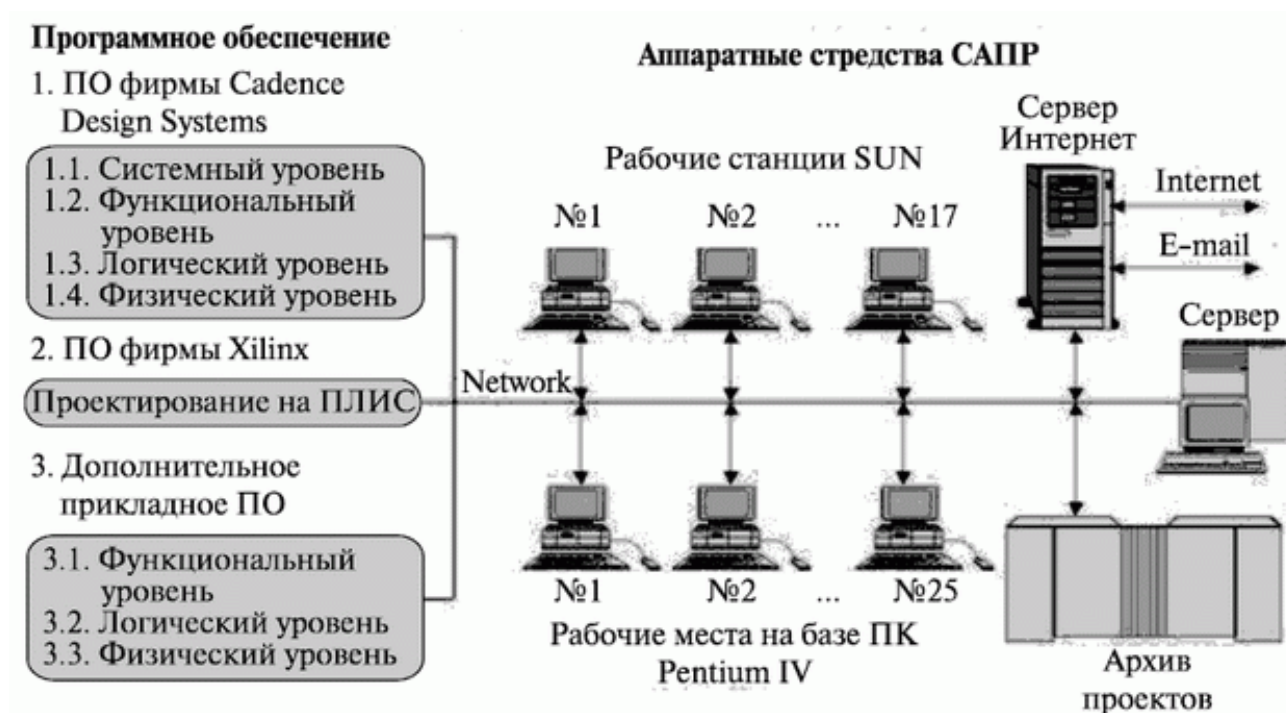 Программное обеспечение
1. ПО фирмы Cadence
Design Systems
1.1. Системный уровень
1.2. Функциональный
уровень
1.3. Логический уровень
1.4. Физический уровень
2. ПО фирмы Xilinx
Проектирование на ПЛИС
3. Дополнительное
прикладное ПО
3.1. Функциональный
уровень
3.2. Логический уровень
3.3. Физический уровень
Аппаратные стредства САПР
Рабочие станции SUN
№1 №2 ... №17
Сервер
Интернет
Internet
E-mail
Сервер
Network
№1 №2 ... №25
Рабочие места на базе ПК
Pentium IV
Архив
проектов